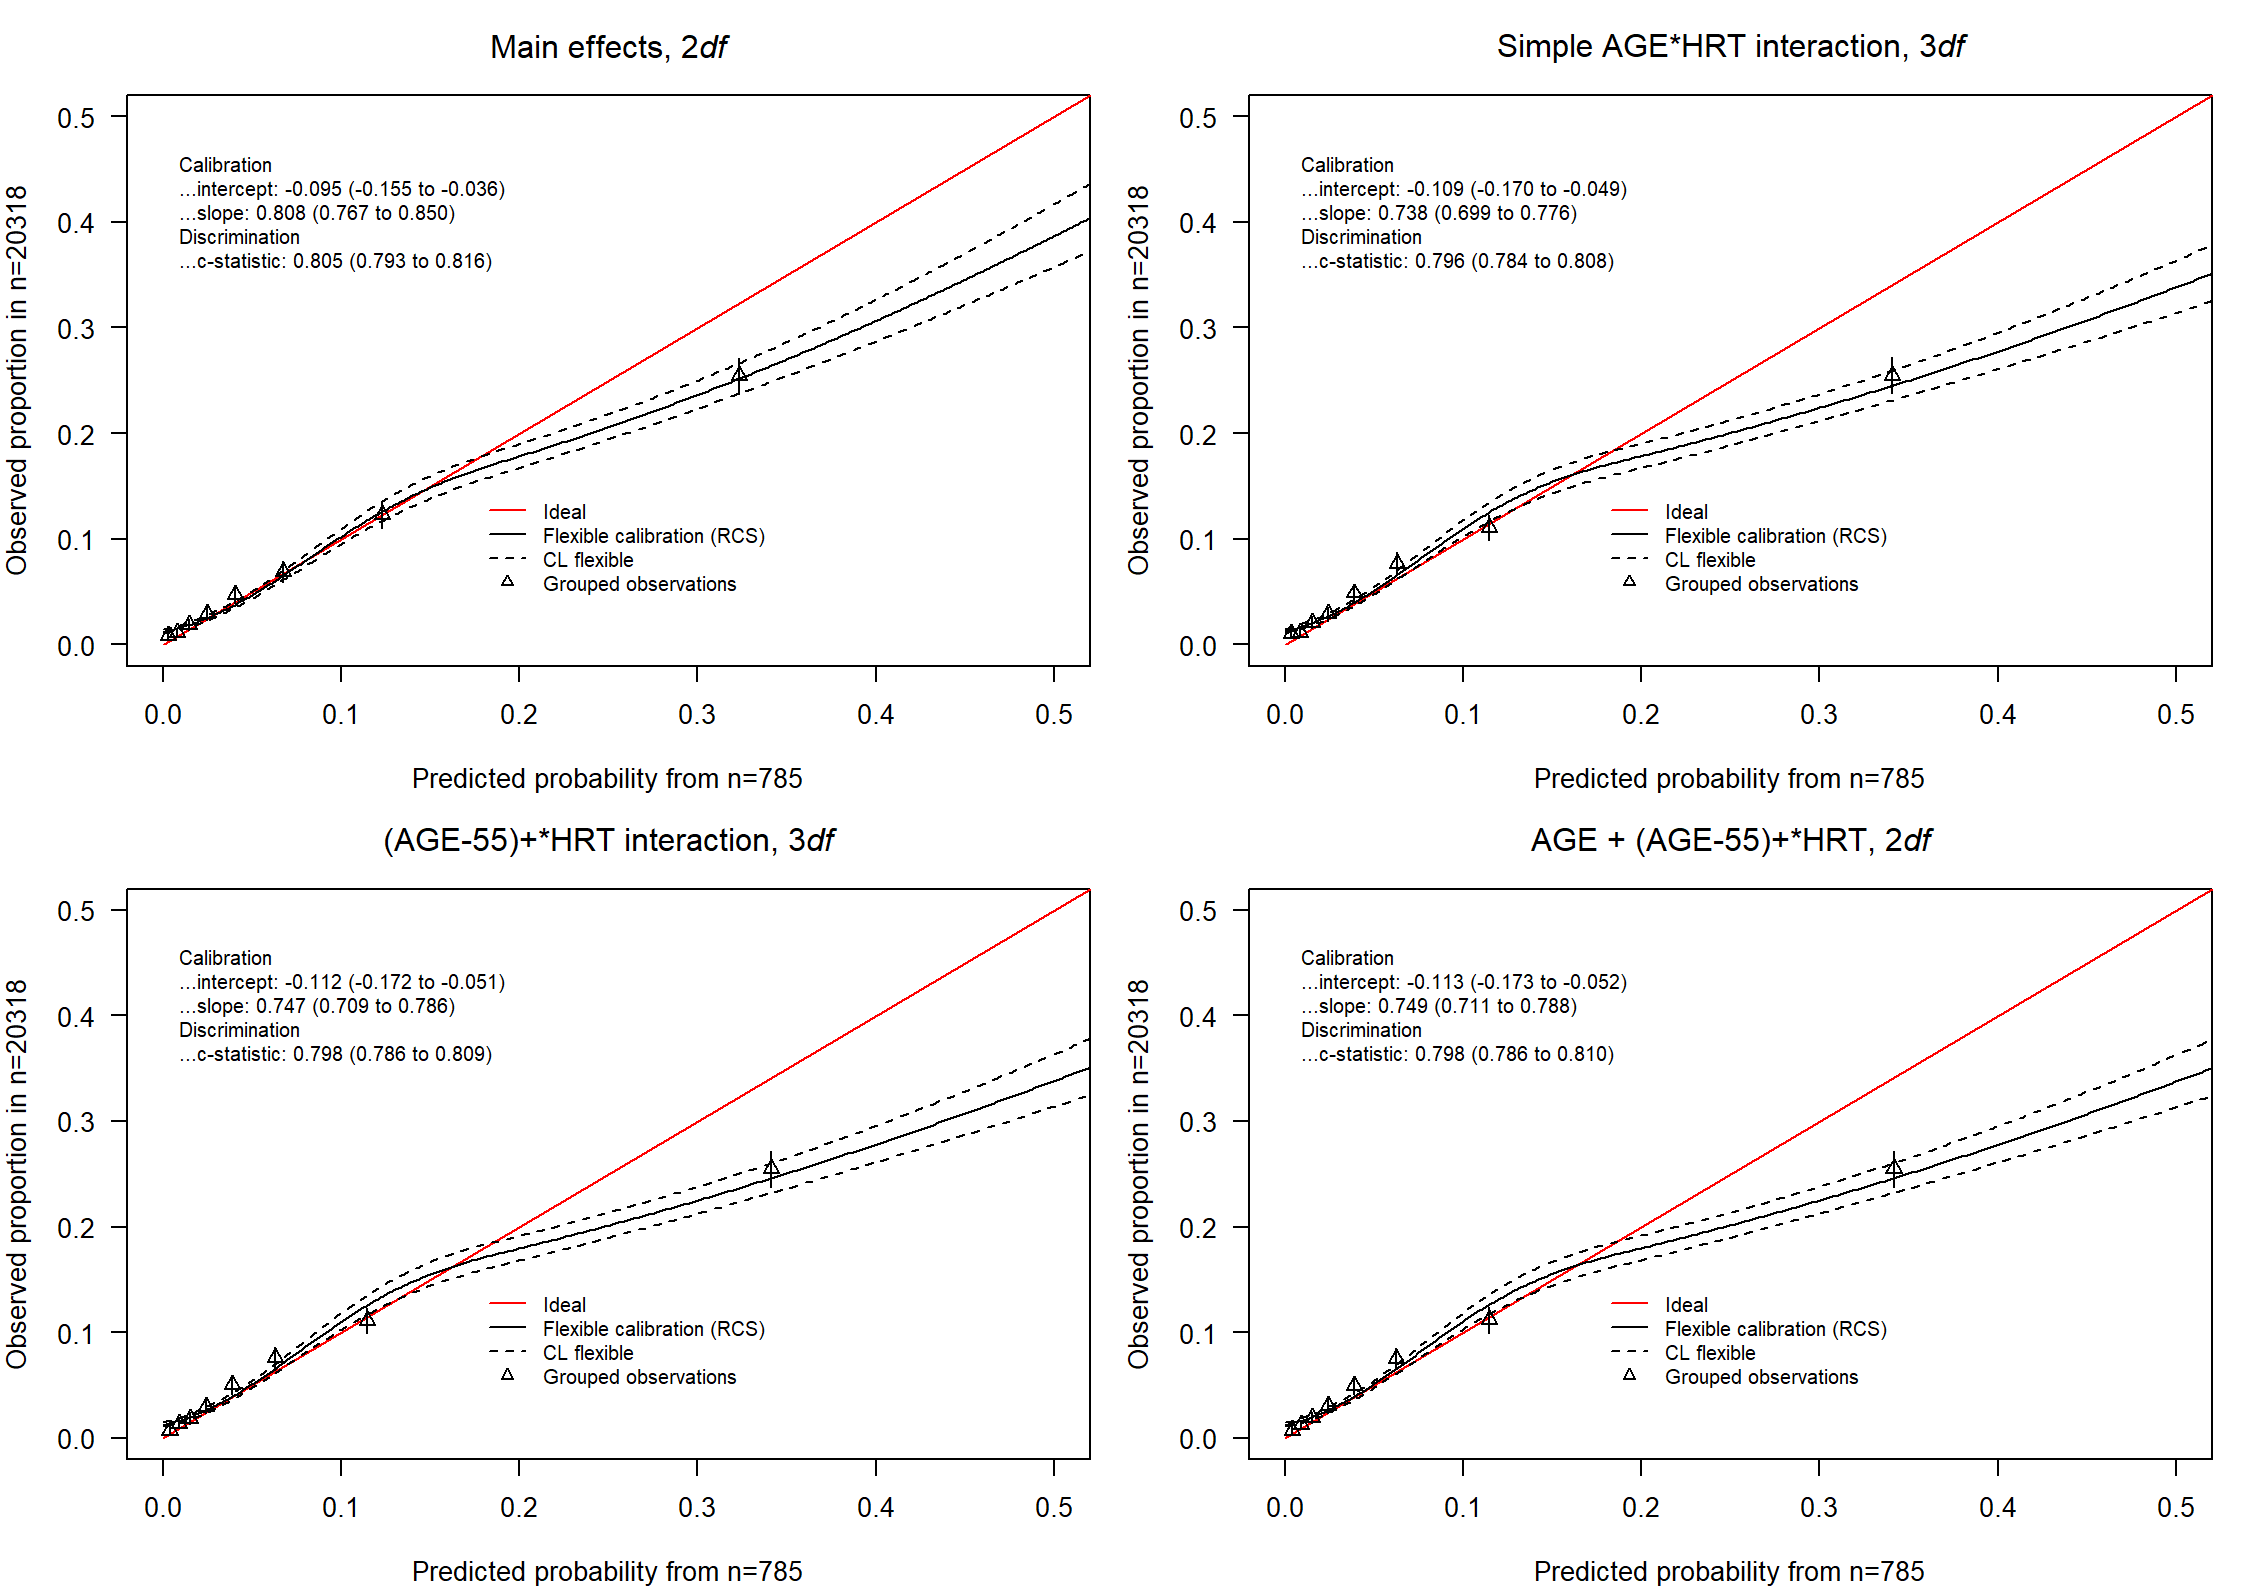 Main effects, 2df
Observed proportion in n=20318
0.5
0.4
0.3
0.2
0.1
0.0
Calibration
...intercept: -0.095 (-0.155 to -0.036)
...slope: 0.808 (0.767 to 0.850)
Discrimination
...c-statistic: 0.805 (0.793 to 0.816)
Ideal
Flexible calibration (RCS)
CL flexible
Grouped observations
0.0 0.1 0.2 0.3 0.4 0.5
Predicted probability from n=785
Simple AGE*HRT interaction, 3df
Observed proportion in n=20318
0.5
0.4
0.3
0.2
0.1
0.0
Calibration
...intercept: -0.109 (-0.170 to -0.049)
...slope: 0.738 (0.699 to 0.776)
Discrimination
...c-statistic: 0.796 (0.784 to 0.808)
Ideal
Flexible calibration (RCS)
CL flexible
Grouped observations
0.0 0.1 0.2 0.3 0.4 0.5
Predicted probability from n=785
(AGE-55)+*HRT interaction, 3df
Observed proportion in n=20318
0.5
0.4
0.3
0.2
0.1
0.0
Calibration
...intercept: -0.112 (-0.172 to -0.051)
...slope: 0.747 (0.709 to 0.786)
Discrimination
...c-statistic: 0.798 (0.786 to 0.809)
Ideal
Flexible calibration (RCS)
CL flexible
Grouped observations
0.0 0.1 0.2 0.3 0.4 0.5
Predicted probability from n=785
AGE + (AGE-55)+*HRT, 2df
Observed proportion in n=20318
0.5
0.4
0.3
0.2
0.1
0.0
Calibration
...intercept: -0.113 (-0.173 to -0.052)
...slope: 0.749 (0.711 to 0.788)
Discrimination
...c-statistic: 0.798 (0.786 to 0.810)
Ideal
Flexible calibration (RCS)
CL flexible
Grouped observations
0.0 0.1 0.2 0.3 0.4 0.5
Predicted probability from n=785